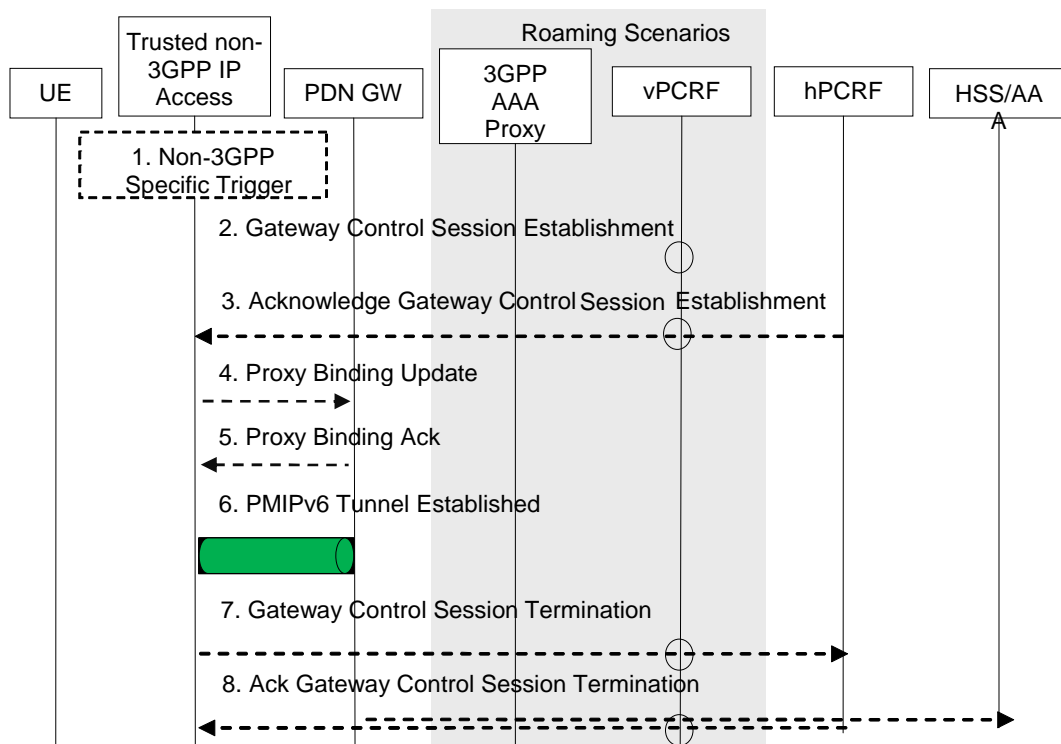 Roaming Scenarios
UE
Trusted non-
3GPP IP
Access
PDN GW
3GPP
AAA
Proxy
vPCRF
hPCRF
HSS/AA
A
1. Non-3GPP
Specific Trigger
2. Gateway Control Session Establishment
3. Acknowledge Gateway Control Session Establishment
4. Proxy Binding Update
5. Proxy Binding Ack
6. PMIPv6 Tunnel Established
7. Gateway Control Session Termination
8. Ack Gateway Control Session Termination